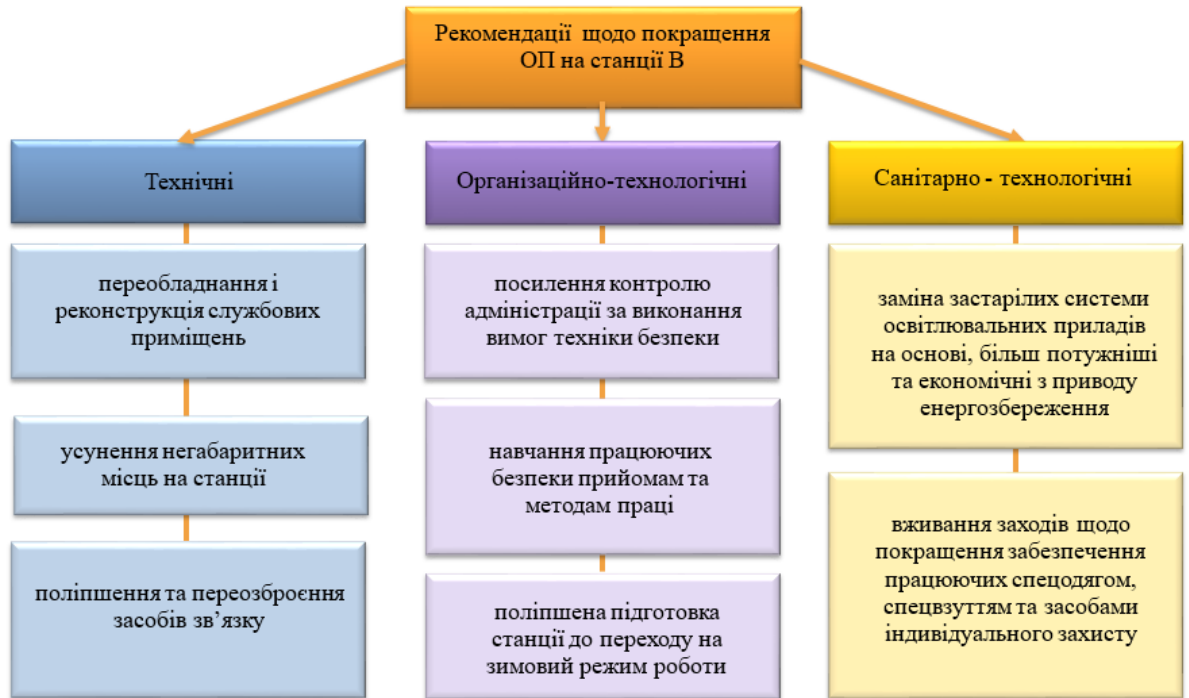 Рекомендації щодо покращення
ОП на станції В
Технічні
переобладнання і
реконструкція службових
приміщень
усунення негабаритних
місць на станції
поліпшення та переозброєння
засобів зв’язку
Організаційно-технологічні
посилення контролю
адміністрації за виконання
вимог техніки безпеки
навчання працюючих
безпеки прийомам та
методам праці
поліпшена підготовка
станції до переходу на
зимовий режим роботи
Санітарно - технологічні
заміна застарілих системи
освітлювальних приладів
на основі, більш потужніші
та економічні з приводу
енергозбереження
вживання заходів щодо
покращення забезпечення
працюючих спецодягом,
спецвзуттям та засобами
індивідуального захисту